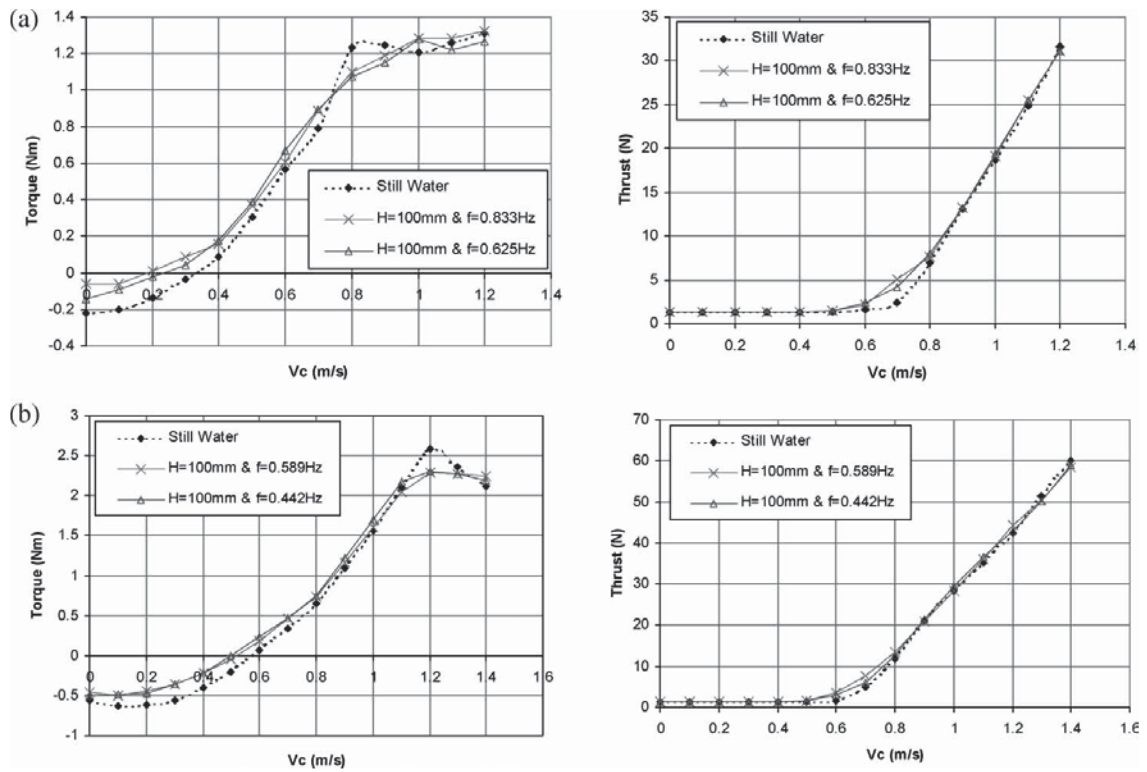 (a)
1.4
1.2
1
0.8
0.6
0.4
0.2
0
-0.2
-0.4
Torque (Nm)
0 0.2 0.4 0.6 0.8 1 1.2 1.4
Vc (m/s)
Still Water
H=100mm & f=0.833Hz
H=100mm & f=0.625Hz
35
30
25
20
15
10
5
0
Thrust (N)
0 0.2 0.4 0.6 0.8 1 1.2 1.4
Vc (m/s)
Still Water
H=100mm & f=0.833Hz
H=100mm & f=0.625Hz
(b)
3
2.5
2
1.5
1
0.5
0
-0.5
-1
Torque (Nm)
0 0.2 0.4 0.6 0.8 1 1.2 1.4 1.6
Vc (m/s)
Still Water
H=100mm & f=0.589Hz
H=100mm & f=0.442Hz
70
60
50
40
30
20
10
0
Thrust (N)
0 0.2 0.4 0.6 0.8 1 1.2 1.4 1.6
Vc (m/s)
Still Water
H=100mm & f=0.589Hz
H=100mm & f=0.442Hz